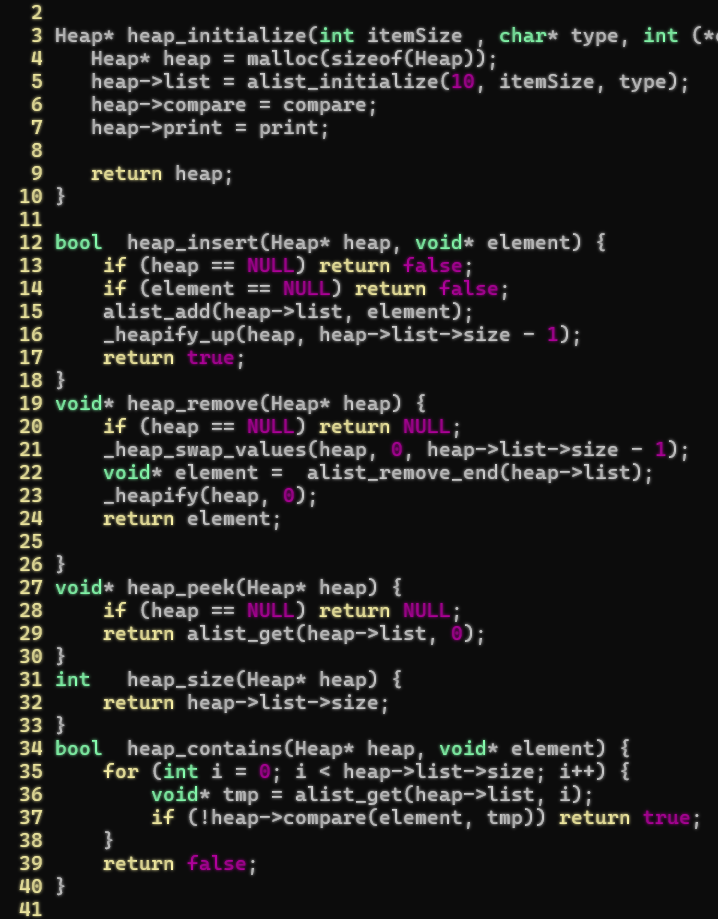 2
3 Heap* heap_initialize(int itemSize , char* type, int (*
4    Heap* heap = malloc(sizeof(Heap));
5    heap->list = alist_initialize(10, itemSize, type);
6    heap->compare = compare;
7    heap->print = print;
8
9    return heap;
10 }
11
12 bool  heap_insert(Heap* heap, void* element) {
13     if (heap == NULL) return false;
14     if (element == NULL) return false;
15     alist_add(heap->list, element);
16     _heapify_up(heap, heap->list->size - 1);
17     return true;
18 }
19 void* heap_remove(Heap* heap) {
20     if (heap == NULL) return NULL;
21     _heap_swap_values(heap, 0, heap->list->size - 1);
22     void* element =  alist_remove_end(heap->list);
23     _heapify(heap, 0);
24     return element;
25
26 }
27 void* heap_peek(Heap* heap) {
28     if (heap == NULL) return NULL;
29     return alist_get(heap->list, 0);
30 }
31 int   heap_size(Heap* heap) {
32     return heap->list->size;
33 }
34 bool  heap_contains(Heap* heap, void* element) {
35     for (int i = 0; i < heap->list->size; i++) {
36         void* tmp = alist_get(heap->list, i);
37         if (!heap->compare(element, tmp)) return true;
38     }
39     return false;
40 }
41